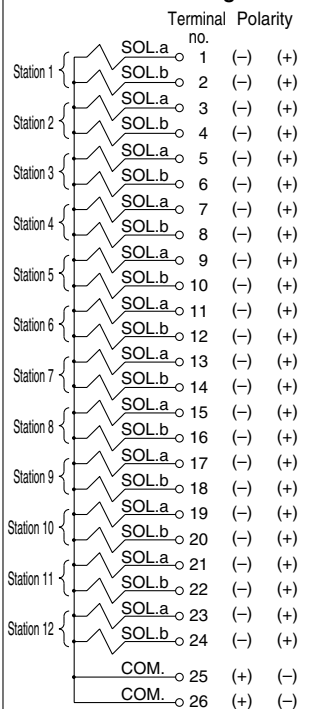 Terminal Polarity
no.
SOL.a 1 (–) (+)
Station 1 SOL.b 2 (–) (+)
SOL.a 3 (–) (+)
Station 2 SOL.b 4 (–) (+)
SOL.a 5 (–) (+)
Station 3 SOL.b 6 (–) (+)
SOL.a 7 (–) (+)
Station 4 SOL.b 8 (–) (+)
SOL.a 9 (–) (+)
Station 5 SOL.b 10 (–) (+)
SOL.a 11 (–) (+)
Station 6 SOL.b 12 (–) (+)
SOL.a 13 (–) (+)
Station 7 SOL.b 14 (–) (+)
SOL.a 15 (–) (+)
Station 8 SOL.b 16 (–) (+)
SOL.a 17 (–) (+)
Station 9 SOL.b 18 (–) (+)
SOL.a 19 (–) (+)
Station 10 SOL.b 20 (–) (+)
SOL.a 21 (–) (+)
Station 11 SOL.b 22 (–) (+)
SOL.a 23 (–) (+)
Station 12 SOL.b 24 (–) (+)
COM. 25 (+) (–)
COM. 26 (+) (–)